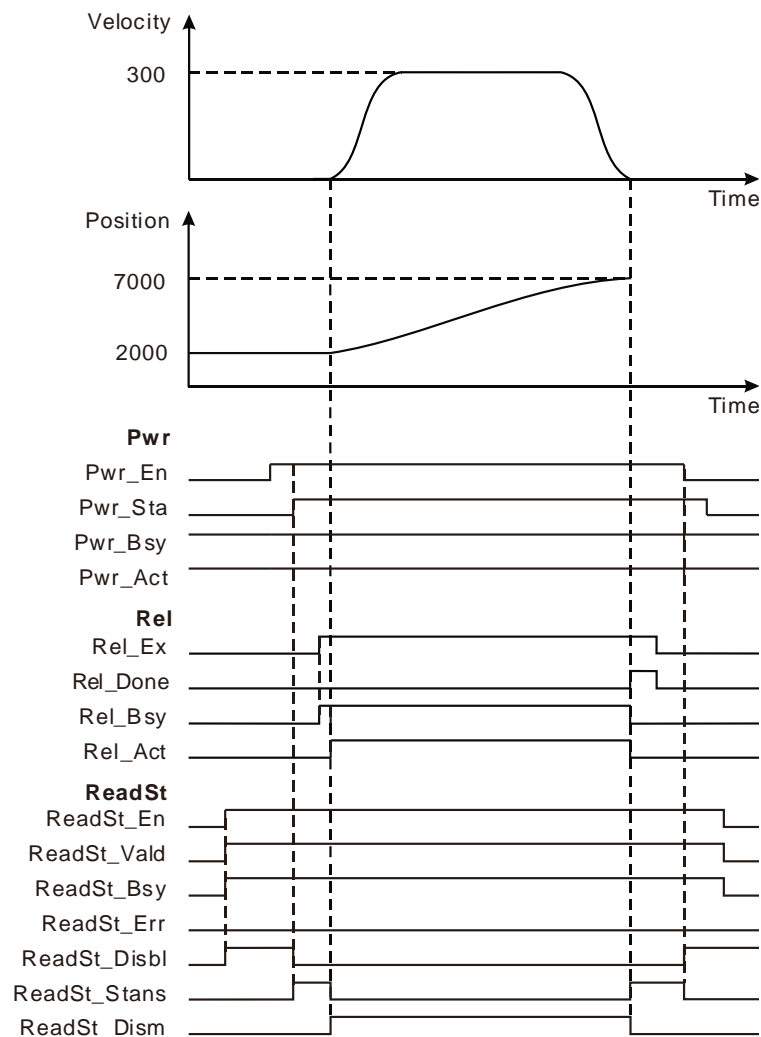 Velocity
300
Time
Position
7000
2000
Time
Pwr
Pwr_En
Pwr_Sta
Pwr_Bsy
Pwr_Act
Rel
Rel_Ex
Rel_Done
Rel_Bsy
Rel_Act
ReadSt
ReadSt_En
ReadSt_Vald
ReadSt_Bsy
ReadSt_Err
ReadSt_Disbl
ReadSt_Stans
ReadSt Dism